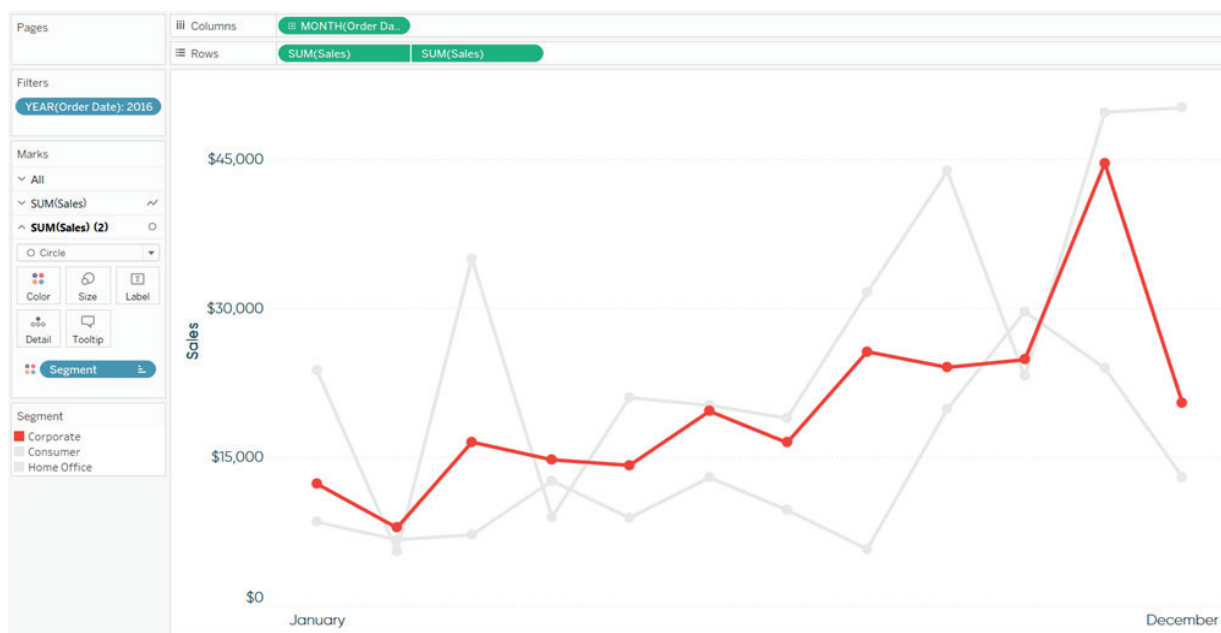 Pages
Columns
MONTH(Order Da..
Rows
SUM(Sales) SUM(Sales)
Filters
YEAR(Order Date): 2016
Marks
All
SUM(Sales)
SUM(Sales) (2)
Circle
Color Size Label
Detail Tooltip
Segment
Segment
Corporate
Consumer
Home Office
Sales
$45,000
$30,000
$15,000
$0
January December